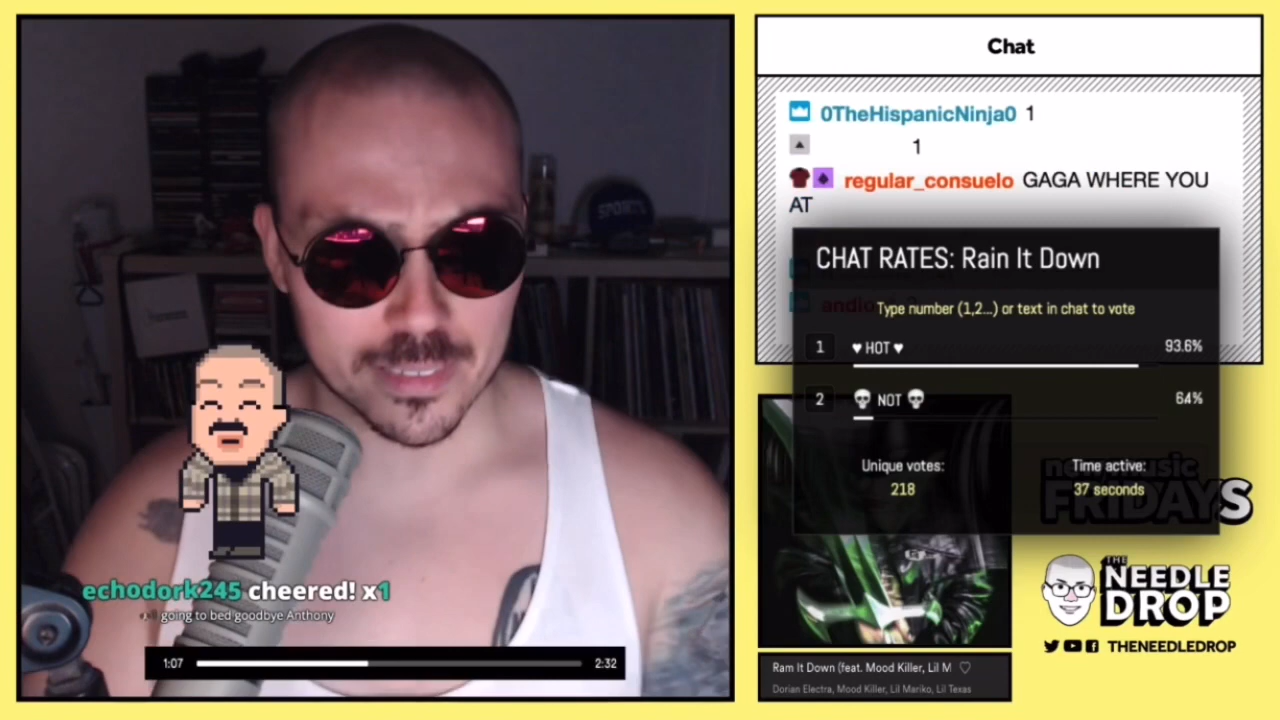 SPORTS
echodork245 cheered! x1
going to bed goodbye Anthony
1:07
2:32
Chat
0TheHispanicNinja0 1
1
regular_consuelo GAGA WHERE YOU
AT
CHAT RATES: Rain It Down
Type number (1,2...) or text in chat to vote
1 ♥ HOT ♥ 93.6%
2 💀 NOT 💀 6.4%
Unique votes:
218
Time active:
37 seconds
new music
FRIDAYS
THE
NEEDLE
DROP
THENEEDLEDROP
Ram It Down (feat. Mood Killer, Lil M
Dorian Electra, Mood Killer, Lil Mariko, Lil Texas